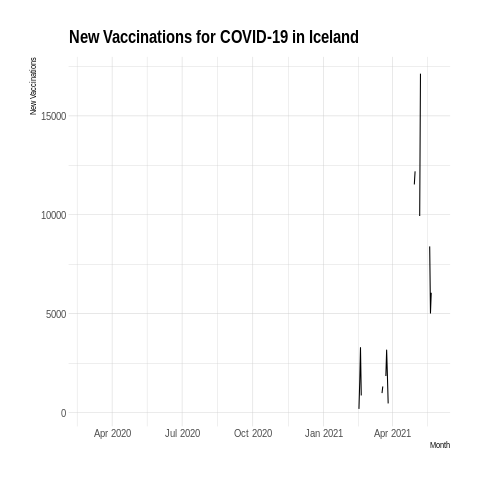 New Vaccinations for COVID-19 in Iceland
New Vaccinations
15000
10000
5000
0
Apr 2020 Jul 2020 Oct 2020 Jan 2021 Apr 2021
Month